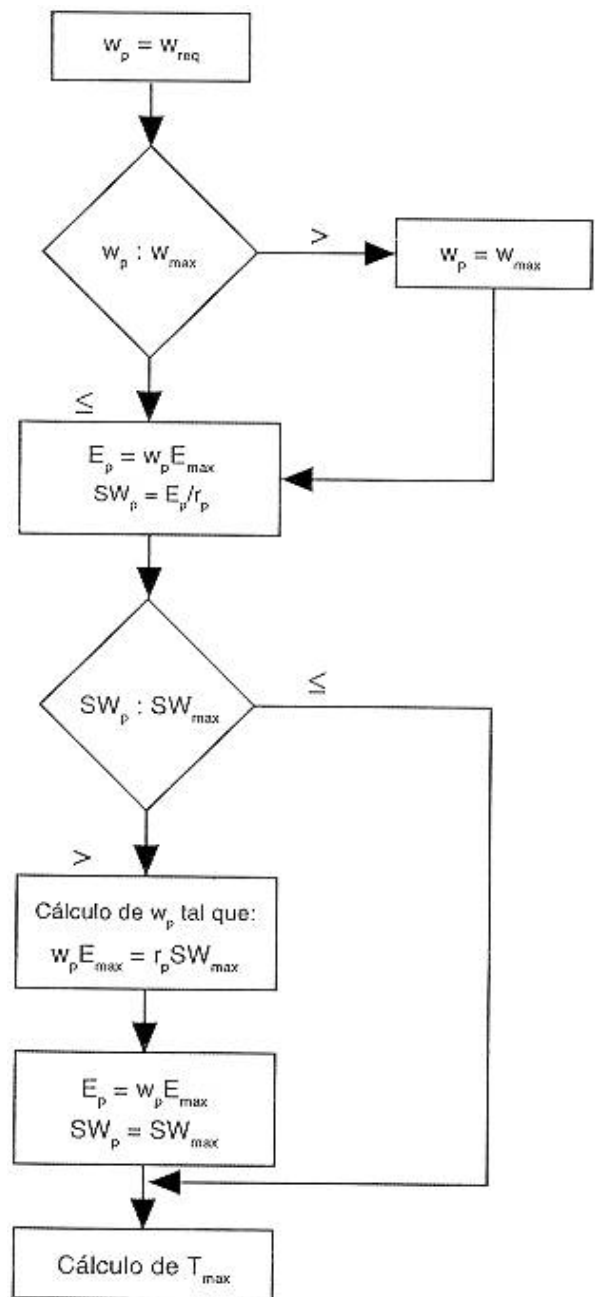 w_p = w_req
w_p : w_max
>
w_p = w_max
≤
E_p = w_p E_max
SW_p = E_p/r_p
SW_p : SW_max
≤
>
Cálculo de w_p tal que:
w_p E_max = r_p SW_max
E_p = w_p E_max
SW_p = SW_max
Cálculo de T_max